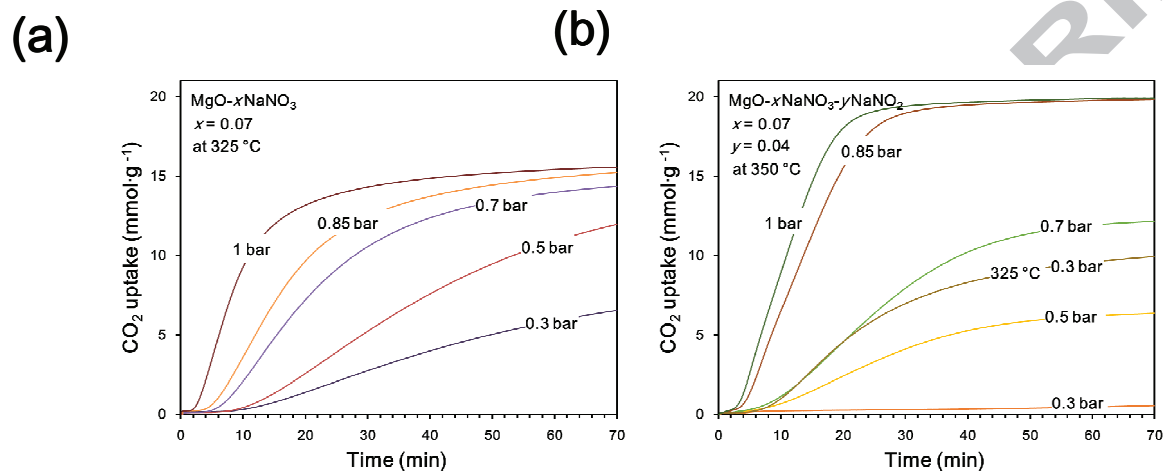 (a)
MgO-xNaNO₃
x = 0.07
at 325 °C
1 bar
0.85 bar
0.7 bar
0.5 bar
0.3 bar
CO₂ uptake (mmol·g⁻¹)
20
15
10
5
0
0 10 20 30 40 50 60 70
Time (min)
(b)
MgO-xNaNO₃-yNaNO₂
x = 0.07
y = 0.04
at 350 °C
0.85 bar
1 bar
0.7 bar
325 °C 0.3 bar
0.5 bar
0.3 bar
CO₂ uptake (mmol·g⁻¹)
20
15
10
5
0
0 10 20 30 40 50 60 70
Time (min)